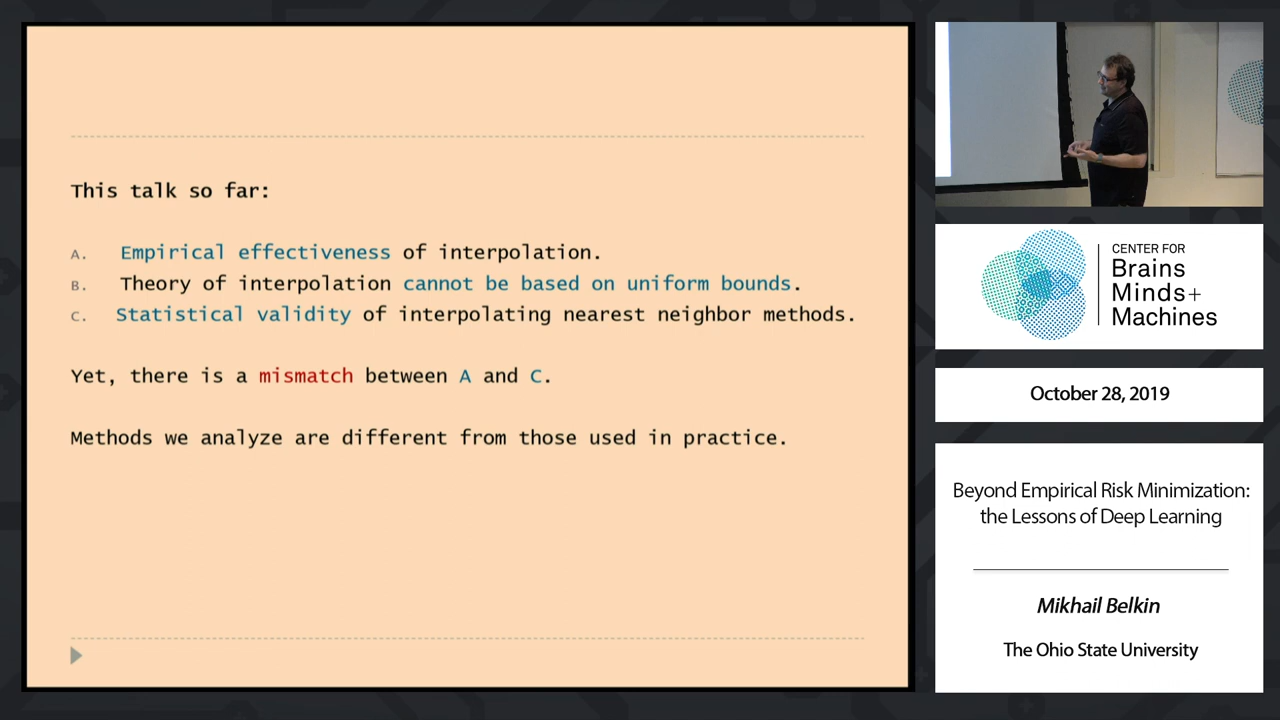 This talk so far:
A. Empirical effectiveness of interpolation.
B. Theory of interpolation cannot be based on uniform bounds.
C. Statistical validity of interpolating nearest neighbor methods.
Yet, there is a mismatch between A and C.
Methods we analyze are different from those used in practice.
CENTER FOR
Brains
Minds+
Machines
October 28, 2019
Beyond Empirical Risk Minimization:
the Lessons of Deep Learning
Mikhail Belkin
The Ohio State University